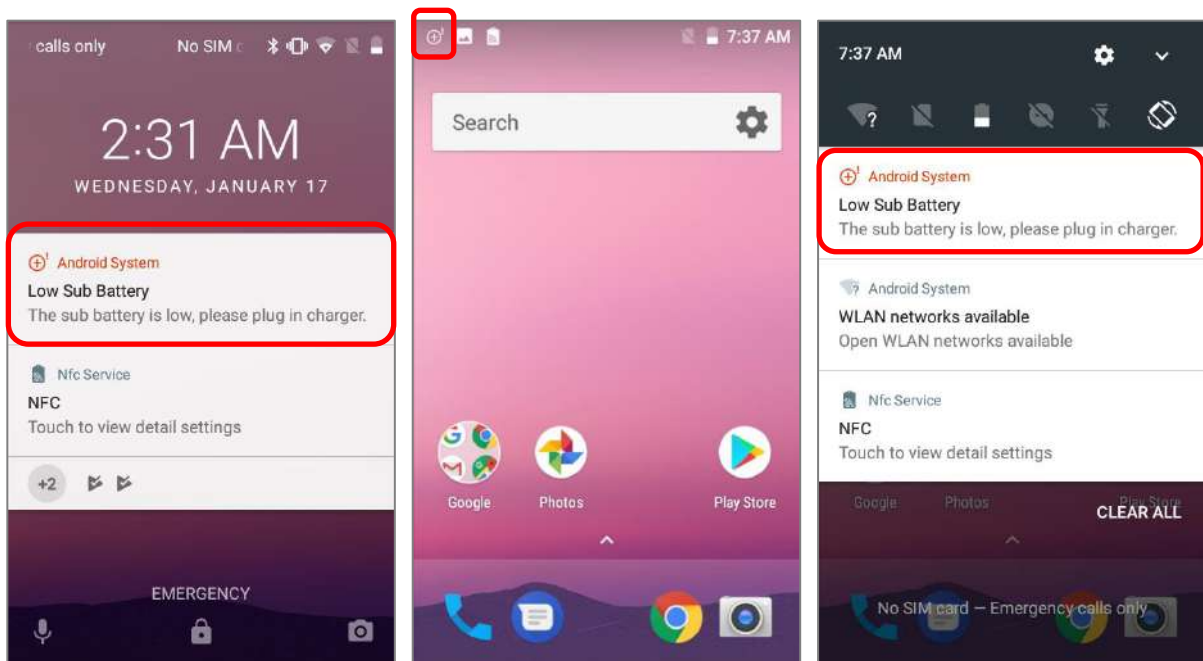 calls only No SIM c
2:31 AM
WEDNESDAY, JANUARY 17
Android System
Low Sub Battery
The sub battery is low, please plug in charger.
Nfc Service
NFC
Touch to view detail settings
+2
EMERGENCY
7:37 AM
Search
Google Photos Play Store
7:37 AM
Android System
Low Sub Battery
The sub battery is low, please plug in charger.
Android System
WLAN networks available
Open WLAN networks available
Nfc Service
NFC
Touch to view detail settings
Google Photos Play Store
CLEAR ALL
No SIM card — Emergency calls only